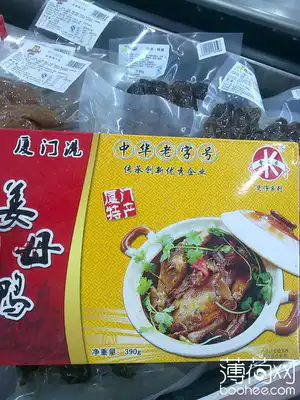 厦门湾
姜母鸭
中华老字号
传承创新优秀企业
厦门
特产
净重量：390g
薄荷网
boohee.com